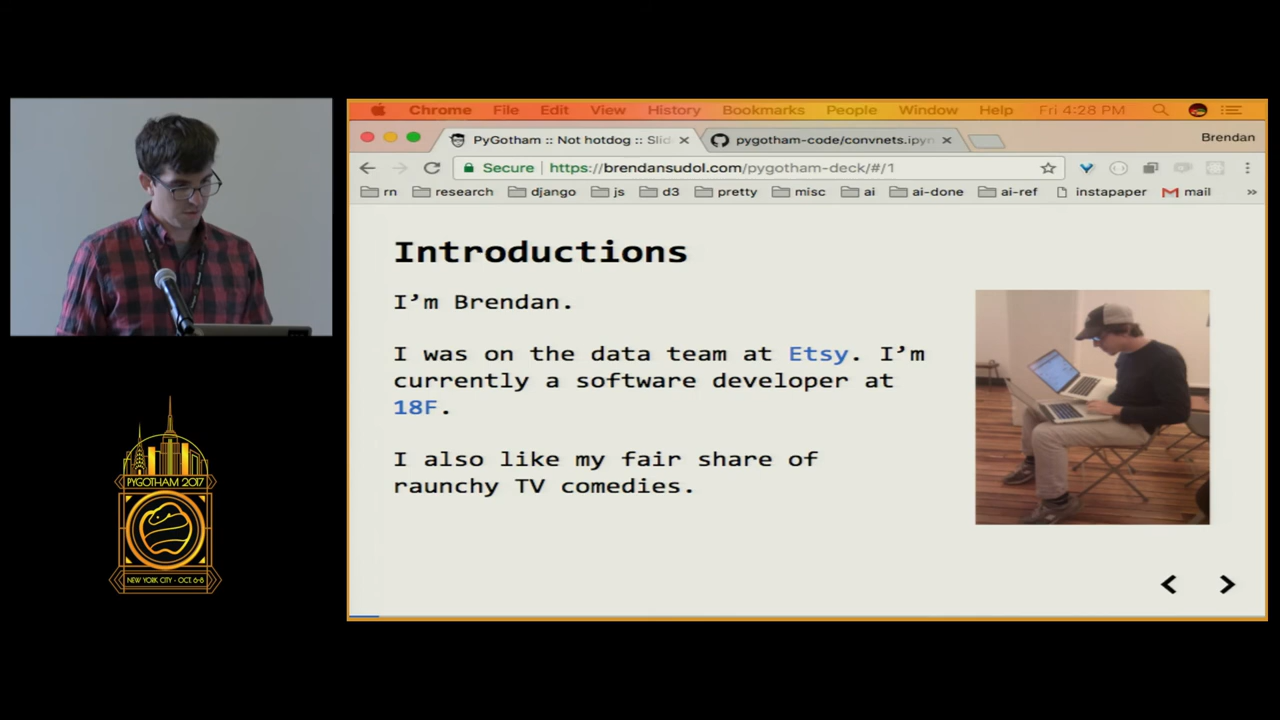 Chrome File Edit View History Bookmarks People Window Help Fri 4:28 PM
PyGotham :: Not hotdog :: Slid
pygotham-code/convnets.ipyn
Brendan
Secure https://brendansudol.com/pygotham-deck/#/1
rn research django js d3 pretty misc ai ai-done ai-ref instapaper mail »
Introductions
I’m Brendan.
I was on the data team at Etsy. I’m
currently a software developer at
18F.
I also like my fair share of
raunchy TV comedies.
PYGOTHAM 2017
NEW YORK CITY - OCT. 6-8